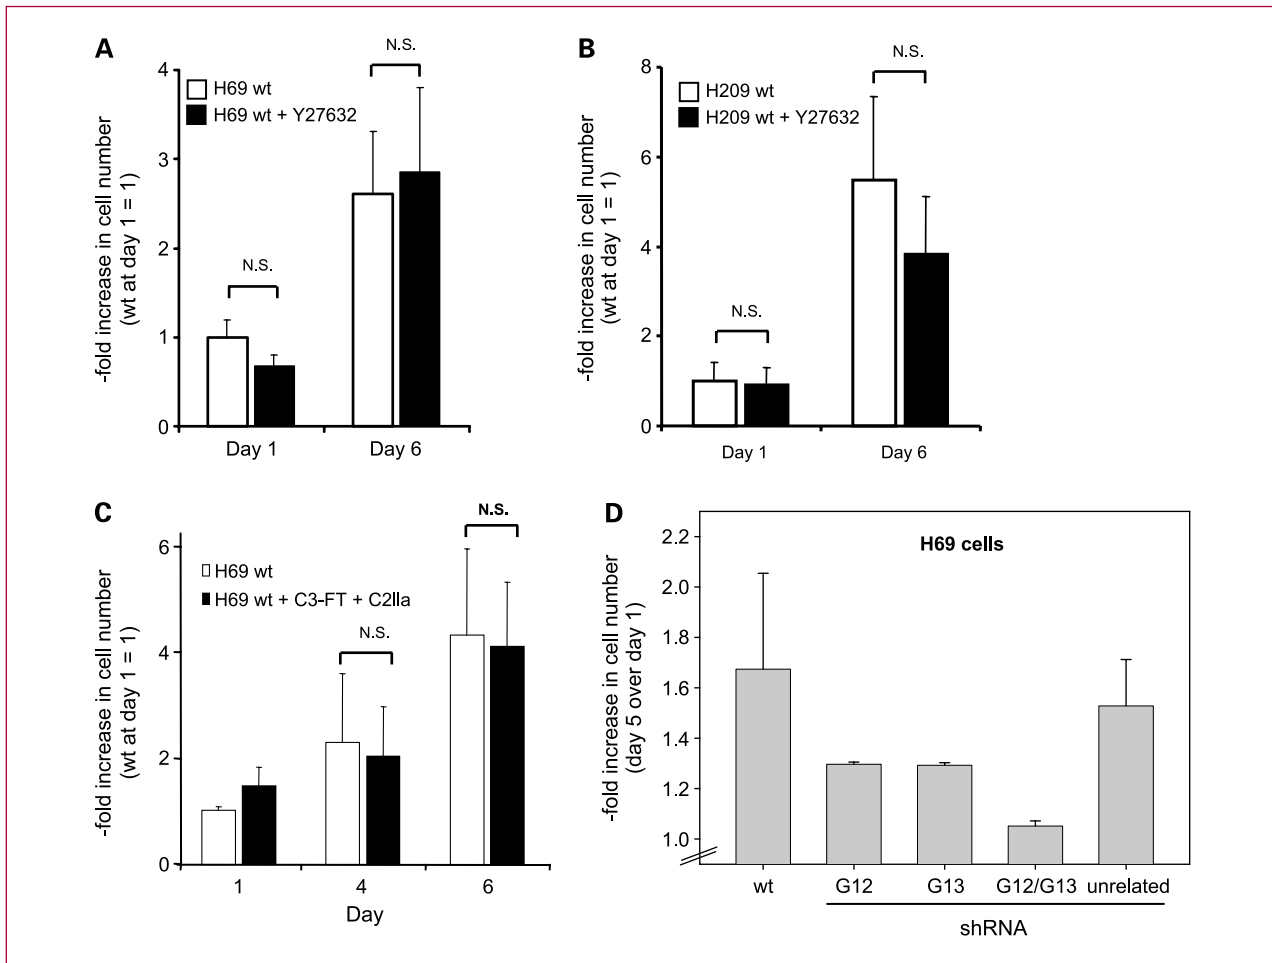 A
N.S.
4
H69 wt
H69 wt + Y27632
3
2
N.S.
1
0
Day 1
Day 6
-fold increase in cell number
(wt at day 1 = 1)
B
N.S.
8
H209 wt
H209 wt + Y27632
6
4
N.S.
2
0
Day 1
Day 6
-fold increase in cell number
(wt at day 1 = 1)
C
N.S.
6
H69 wt
H69 wt + C3-FT + C2IIa
N.S.
4
2
0
1
4
6
Day
-fold increase in cell number
(wt at day 1 = 1)
D
H69 cells
2.2
2.0
1.8
1.6
1.4
1.2
1.0
wt
G12
G13
G12/G13
unrelated
shRNA
-fold increase in cell number
(day 5 over day 1)